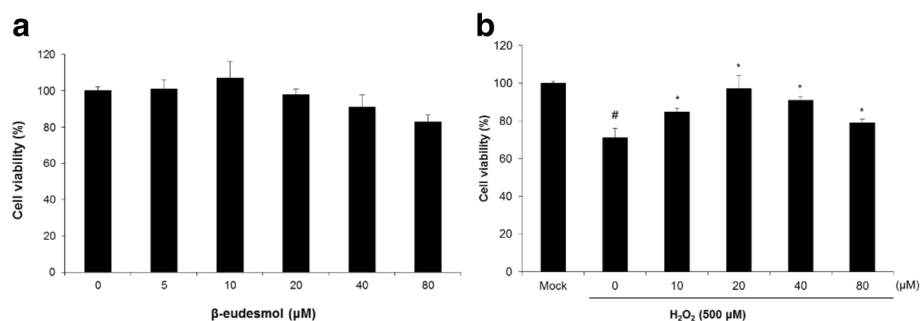 a
120
100
80
60
40
20
0
Cell viability (%)
0 5 10 20 40 80
β-eudesmol (µM)
b
120
100
80
60
40
20
0
Cell viability (%)
# * * * *
Mock 0 10 20 40 80 (µM)
H₂O₂ (500 µM)